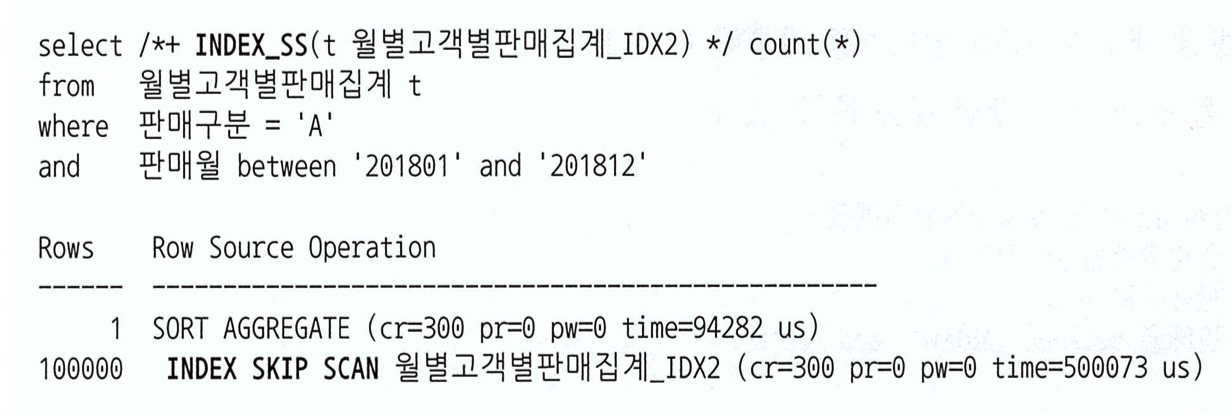 select /*+ INDEX_SS(t 월별고객별판매집계_IDX2) */ count(*)
from 월별고객별판매집계 t
where 판매구분 = 'A'
and 판매월 between '201801' and '201812'
Rows Row Source Operation
------ ---------------------------------------------------
1 SORT AGGREGATE (cr=300 pr=0 pw=0 time=94282 us)
100000 INDEX SKIP SCAN 월별고객별판매집계_IDX2 (cr=300 pr=0 pw=0 time=500073 us)